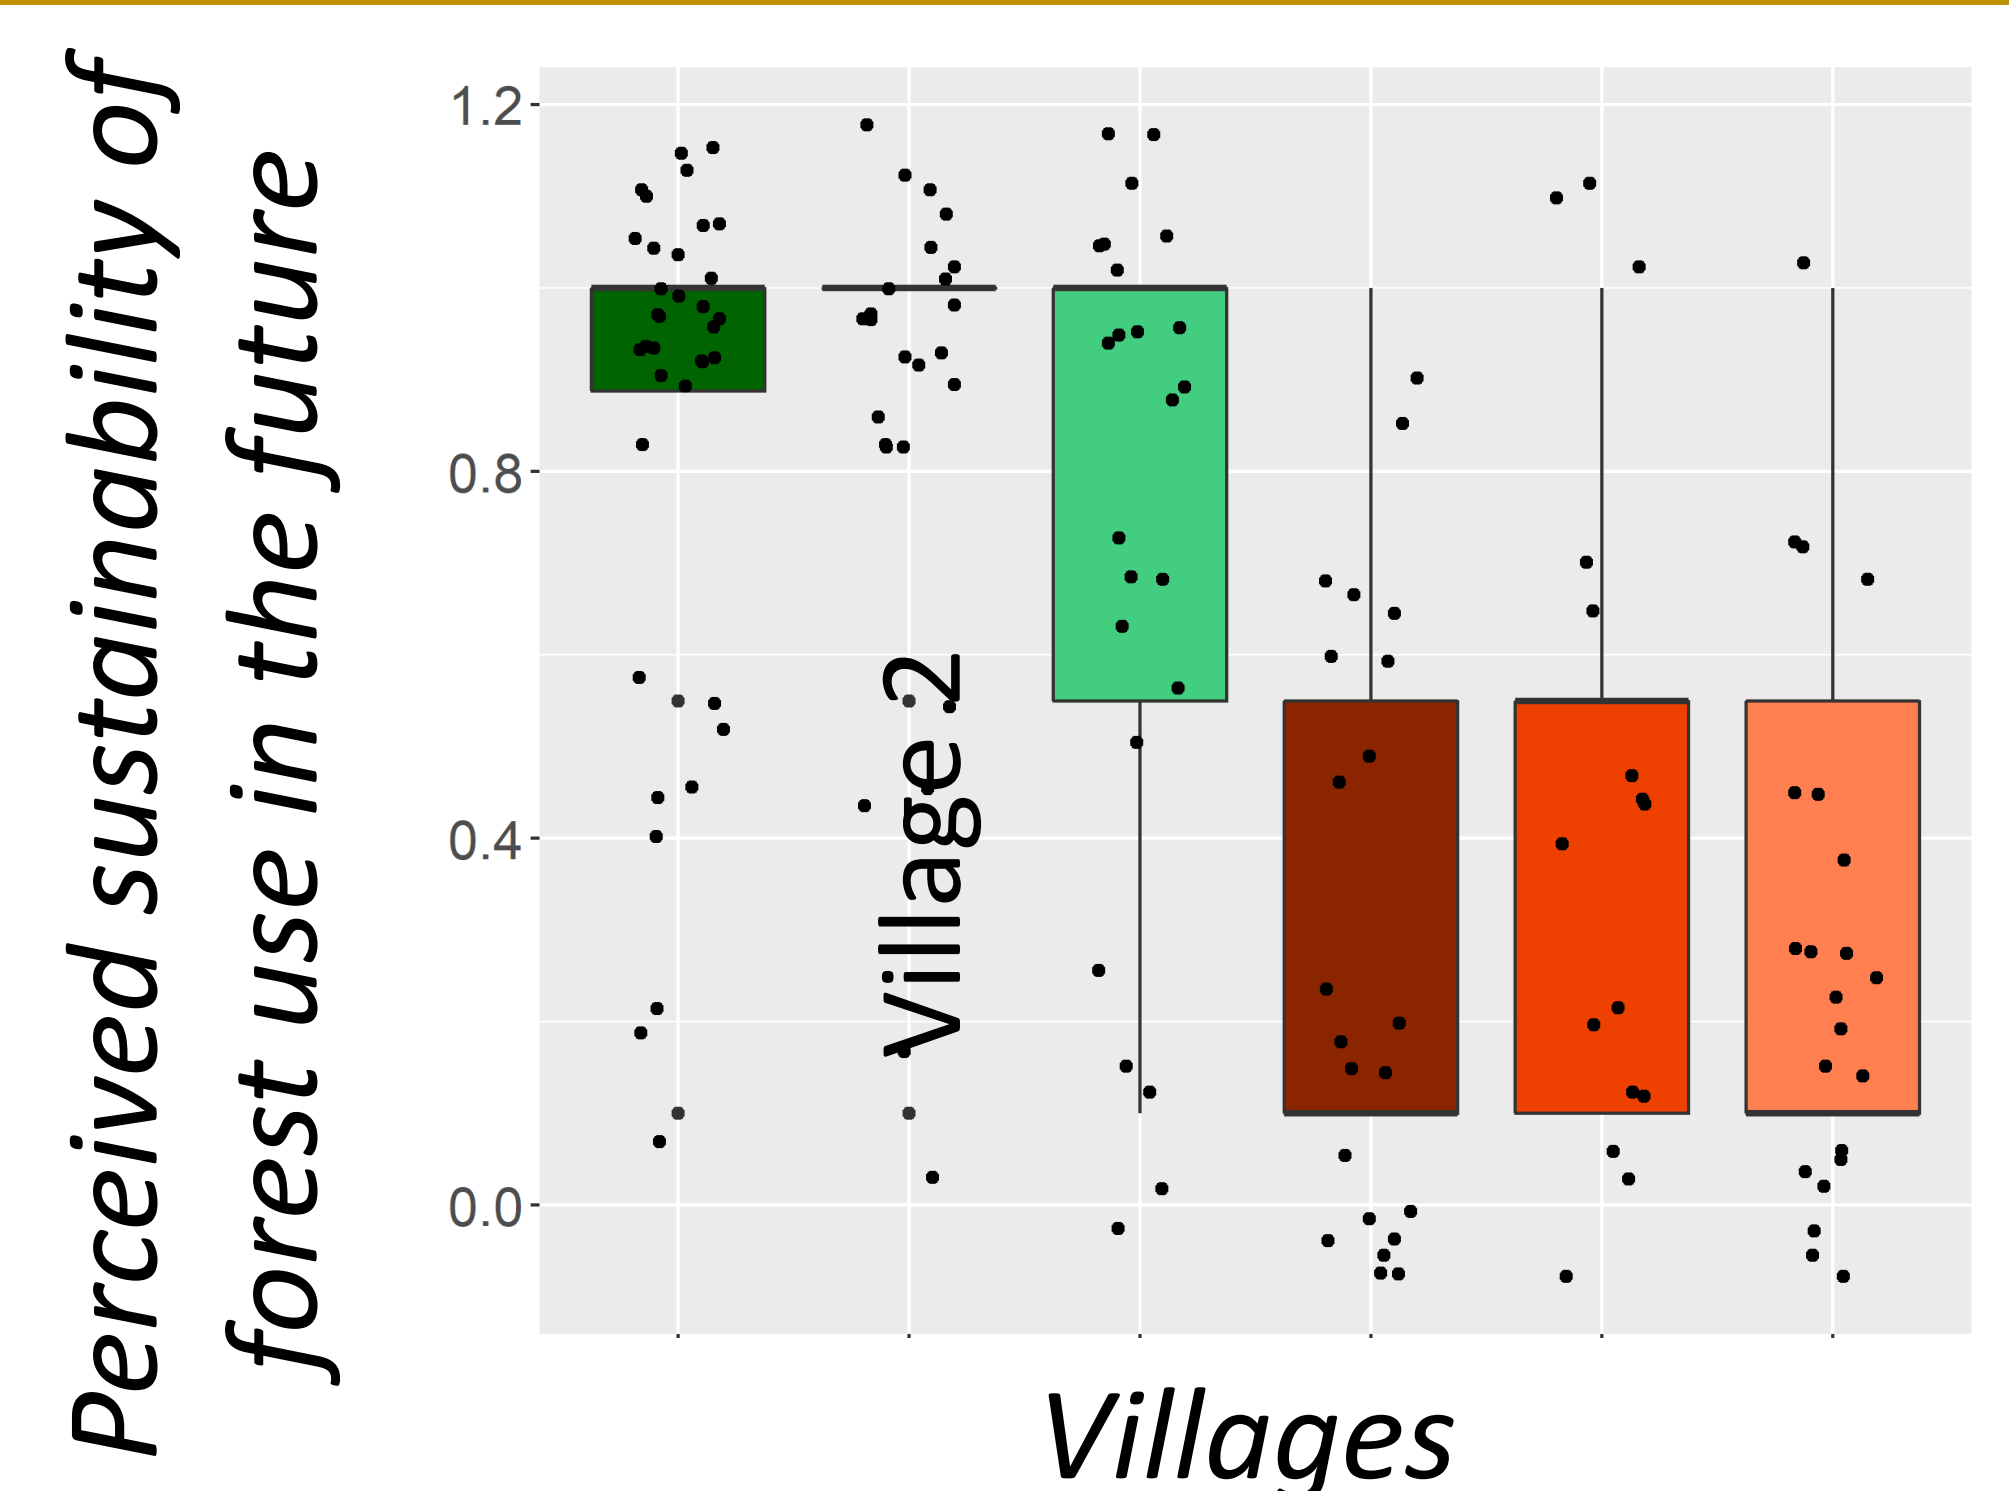 Perceived sustainability of
forest use in the future
1.2
0.8
0.4
0.0
Village 2
Villages